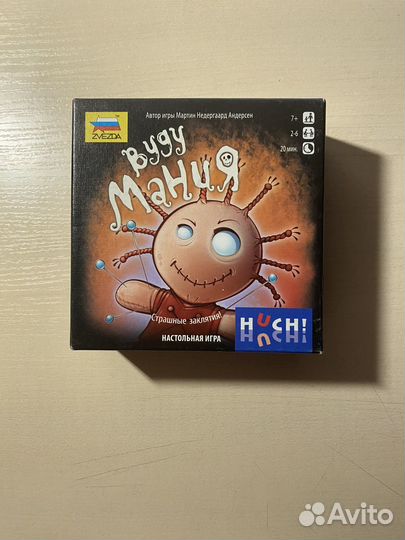 ZVEZDA
Автор игры Мартин Недергаард Андерсен
7+
2-6
20 мин.
Вуду
Мания
Страшные заклятия!
НАСТОЛЬНАЯ ИГРА
HUCH!
Avito